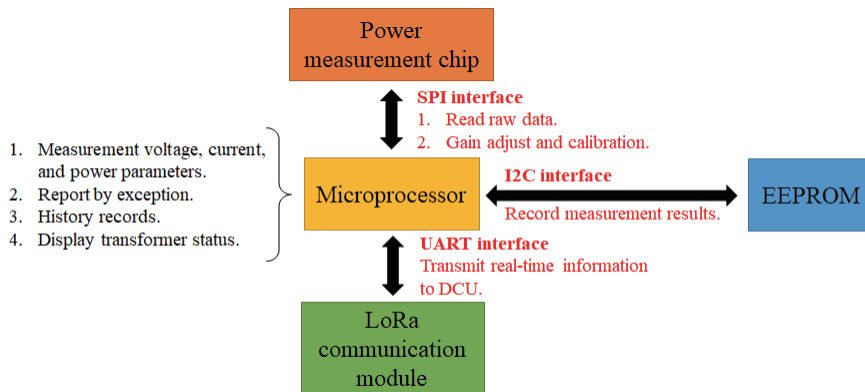 Power
measurement chip
SPI interface
1. Read raw data.
2. Gain adjust and calibration.
1. Measurement voltage, current,
and power parameters.
2. Report by exception.
3. History records.
4. Display transformer status.
Microprocessor
I2C interface
Record measurement results.
EEPROM
UART interface
Transmit real-time information
to DCU.
LoRa
communication
module